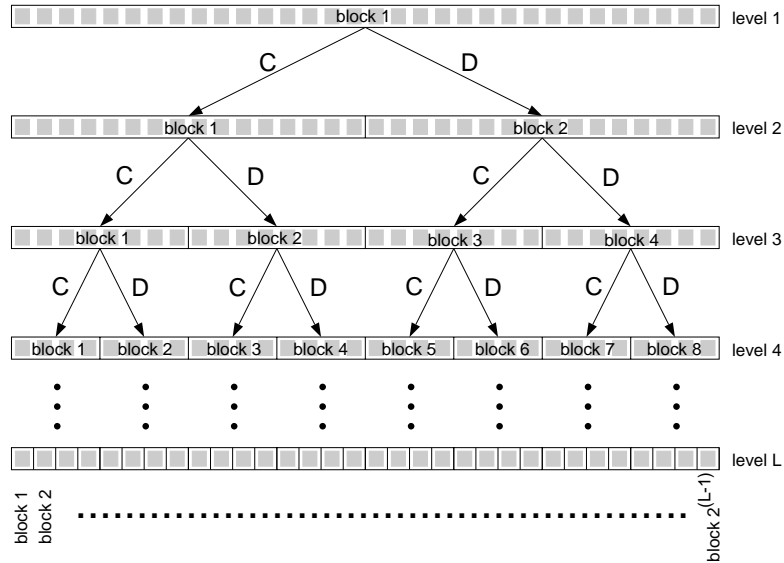 block 1 level 1
C D
block 1 block 2 level 2
C D C D
block 1 block 2 block 3 block 4 level 3
C D C D C D C D
block 1 block 2 block 3 block 4 block 5 block 6 block 7 block 8 level 4
level L
block 1
block 2
block 2^(L-1)